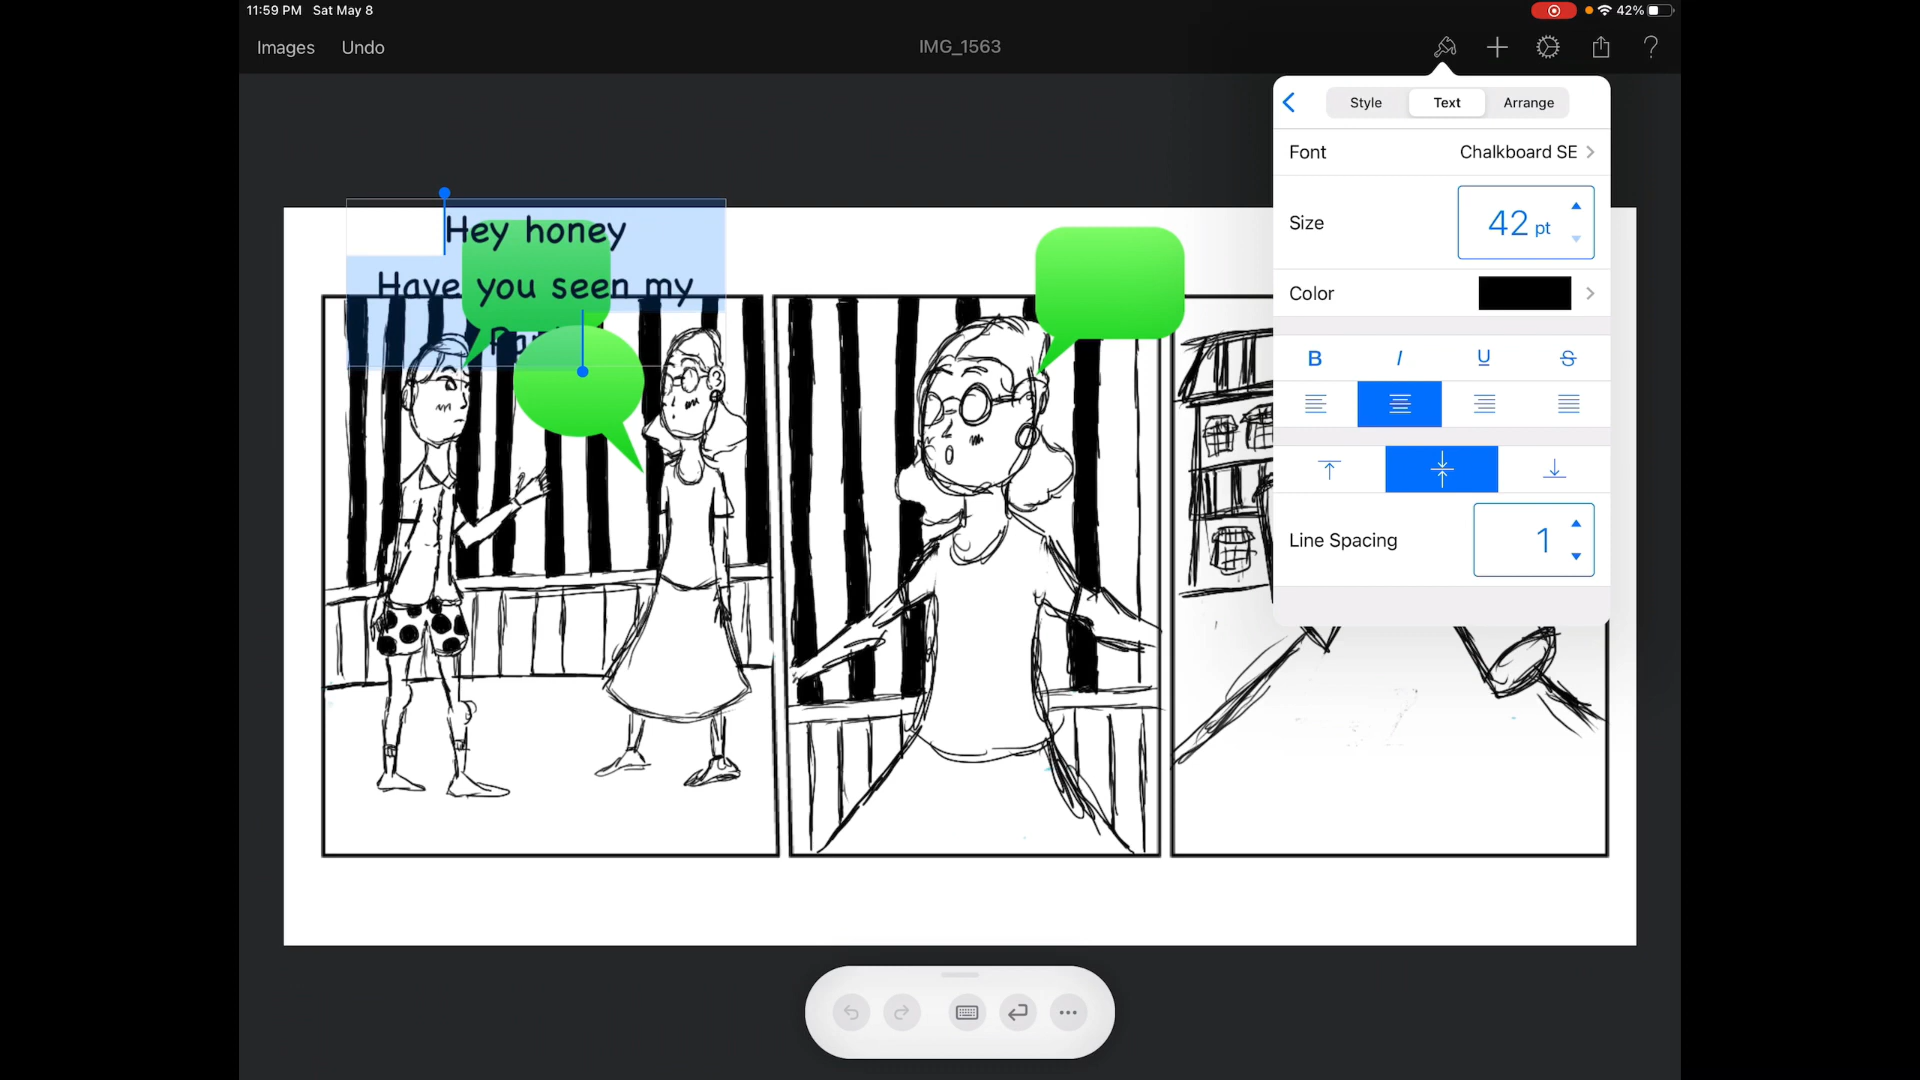 11:59 PM Sat May 8
42%
Images Undo
IMG_1563
?
Style Text Arrange
Font Chalkboard SE
Size 42 pt
Color
B I U S
Line Spacing 1
Hey honey
Have you seen my